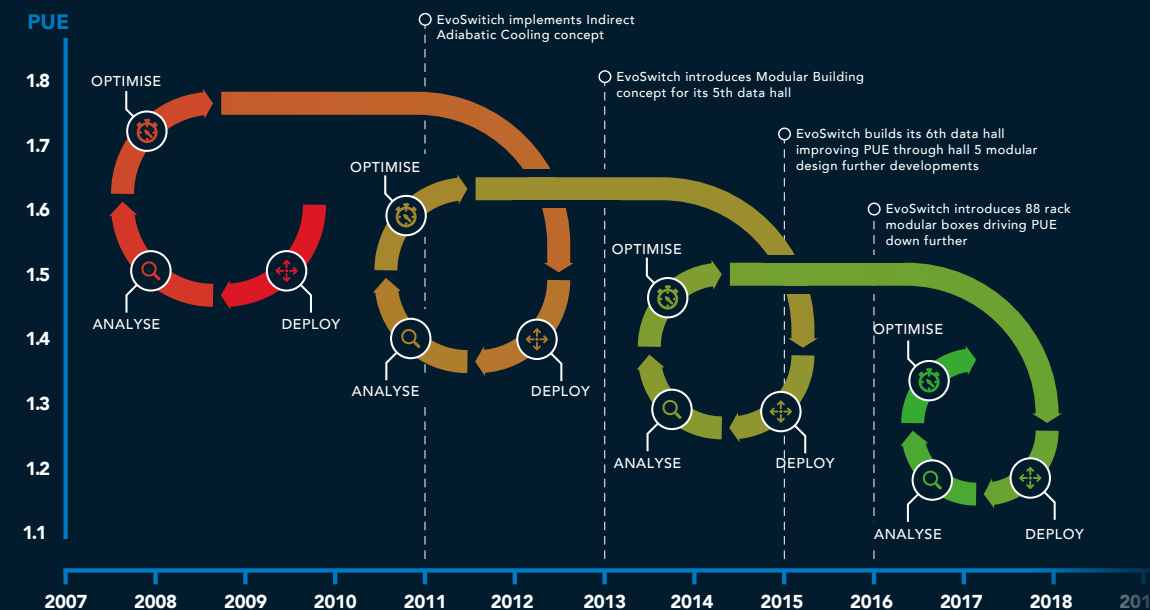 PUE
EvoSwitich implements Indirect
Adiabatic Cooling concept
EvoSwitch introduces Modular Building
concept for its 5th data hall
EvoSwitch builds its 6th data hall
improving PUE through hall 5 modular
design further developments
EvoSwitch introduces 88 rack
modular boxes driving PUE
down further
1.8
1.7
1.6
1.5
1.4
1.3
1.2
1.1
OPTIMISE
ANALYSE
DEPLOY
OPTIMISE
ANALYSE
DEPLOY
OPTIMISE
ANALYSE
DEPLOY
OPTIMISE
ANALYSE
DEPLOY
2007 2008 2009 2010 2011 2012 2013 2014 2015 2016 2017 2018 201